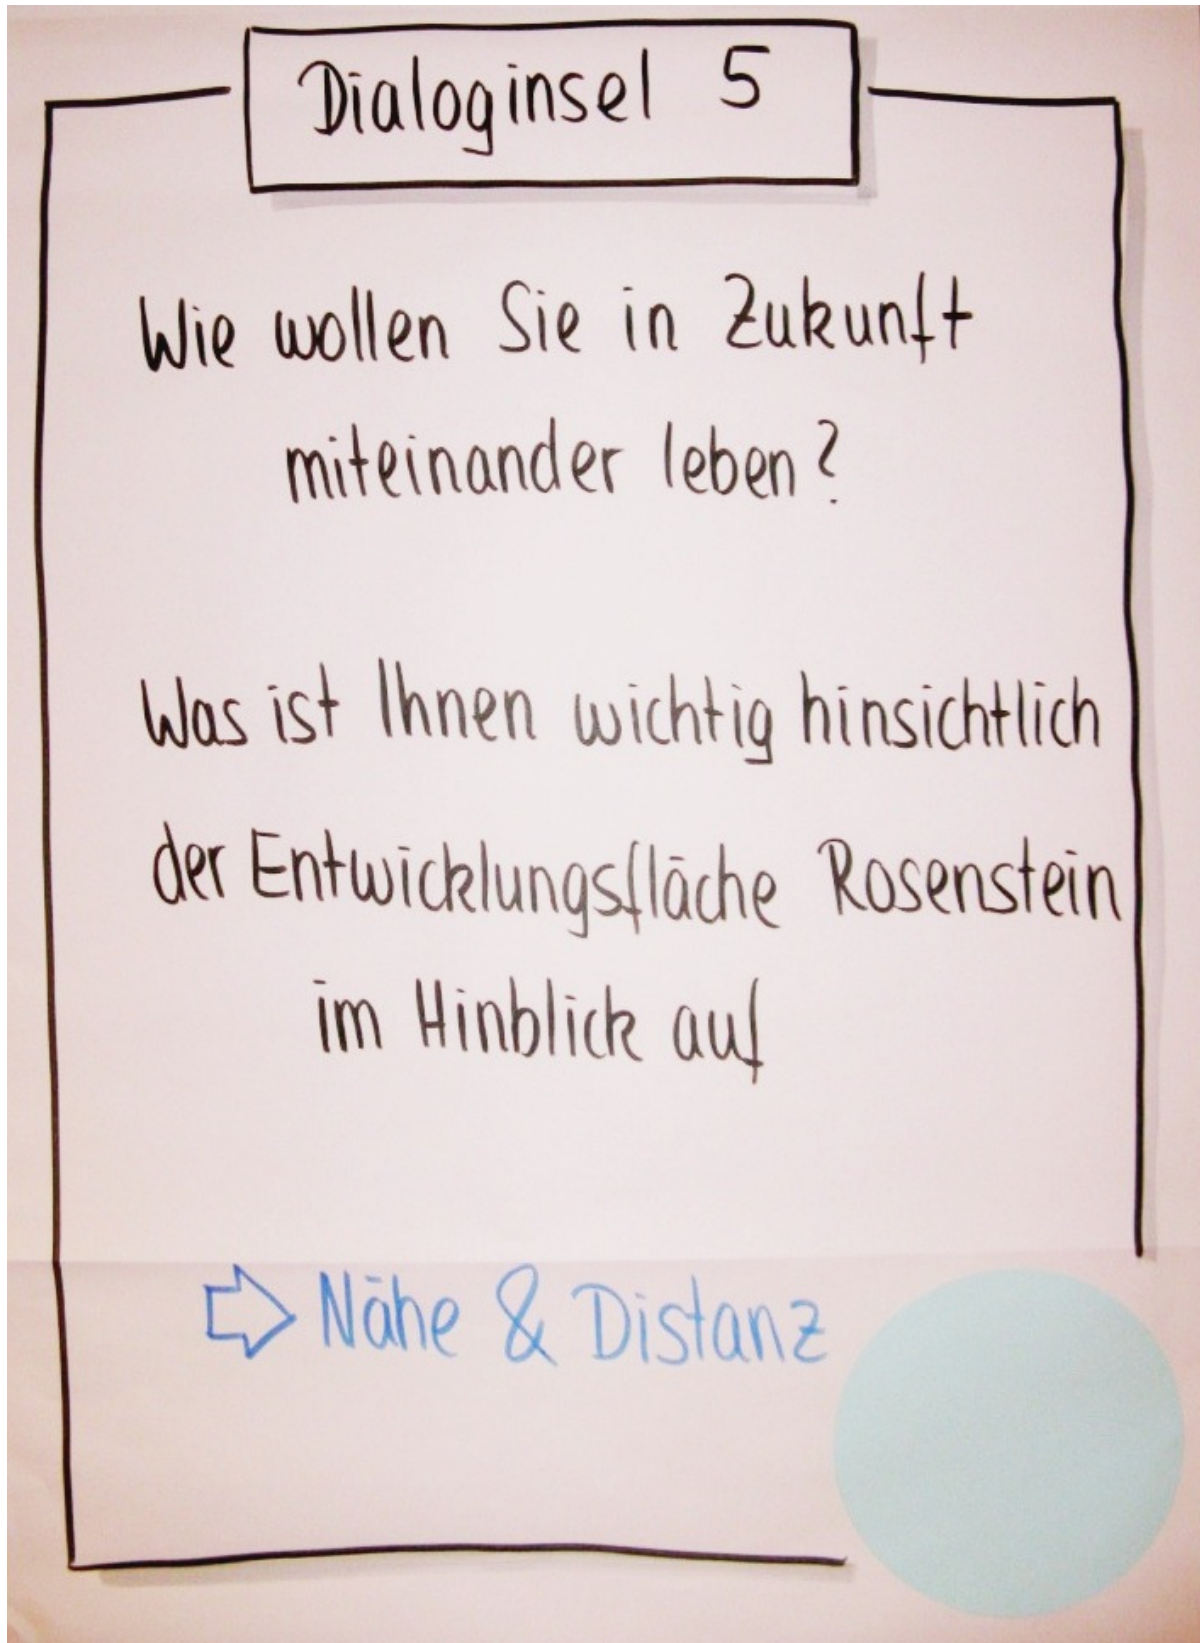 Dialoginsel 5
Wie wollen Sie in Zukunft
miteinander leben?
Was ist Ihnen wichtig hinsichtlich
der Entwicklungsfläche Rosenstein
im Hinblick auf
⇨ Nähe & Distanz